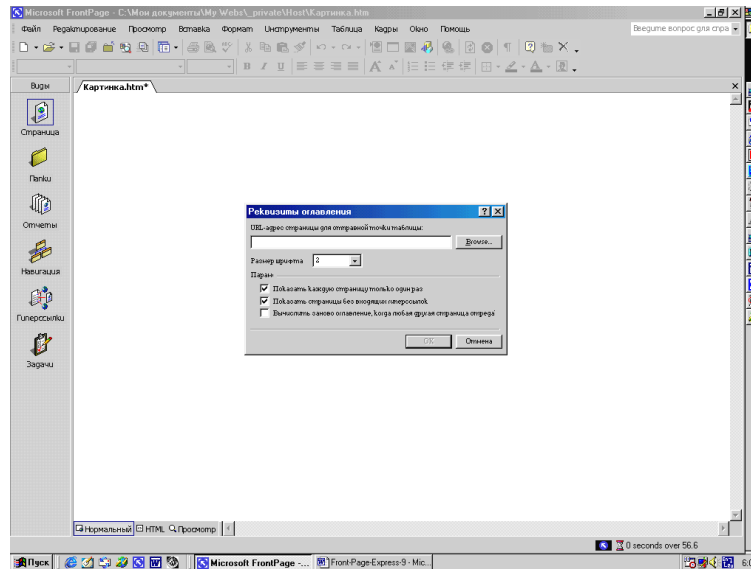 Microsoft FrontPage - C:\Мои документы\My Webs\_private\Host\Картинка.htm
Файл Редактирование Просмотр Вставка Формат Инструменты Таблица Кадры Окно Помощь Введите вопрос для спра
Виды
Картинка.htm*
Страница
Папки
Отчеты
Навигация
Гиперссылки
Задачи
Реквизиты оглавления
URL-адрес страницы для отправной точки таблицы:
Browse...
Размер шрифта 2
Параме
Показать каждую страницу только один раз
Показать страницы без входящих гиперссылок
Вычислить заново оглавление, когда любая другая страница отреда
OK Отмена
Нормальный HTML Просмотр
0 seconds over 56.6
Пуск Microsoft FrontPage -... Front-Page-Express-9 - Mic...